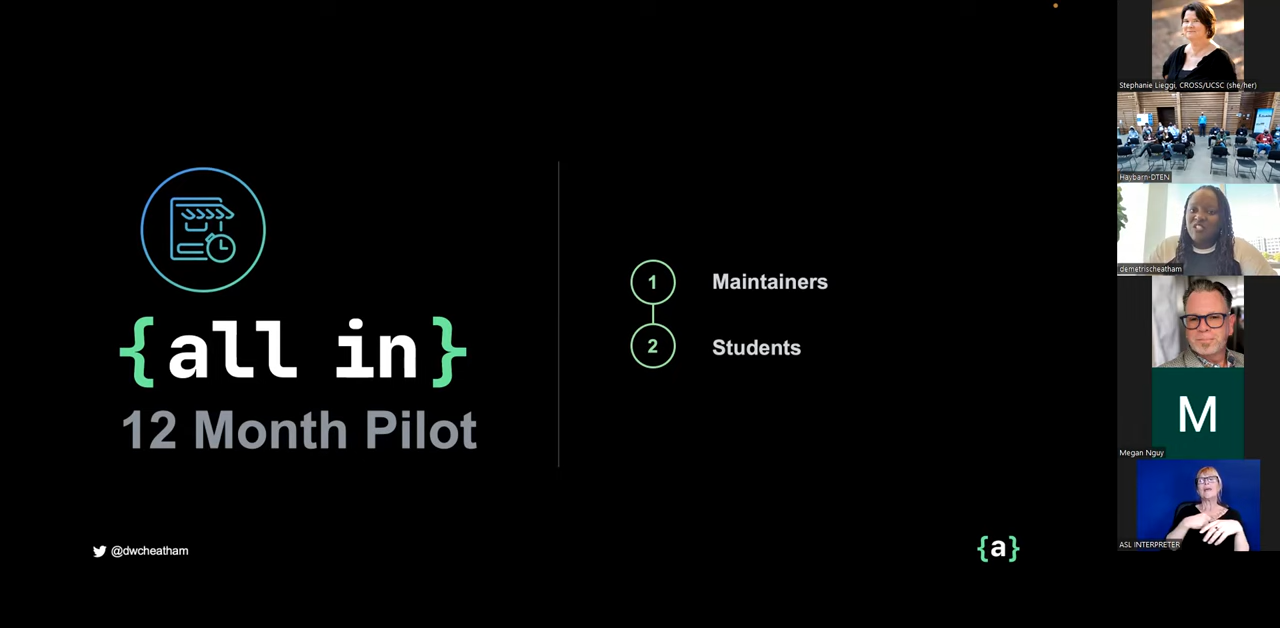 {all in}
12 Month Pilot
1 Maintainers
2 Students
@dwcheatham
{a}
Stephanie Lieggi, CROSS/UCSC (she/her)
Haybarn-DTEN
demetrischeatham
M
Megan Nguy
ASL INTERPRETER